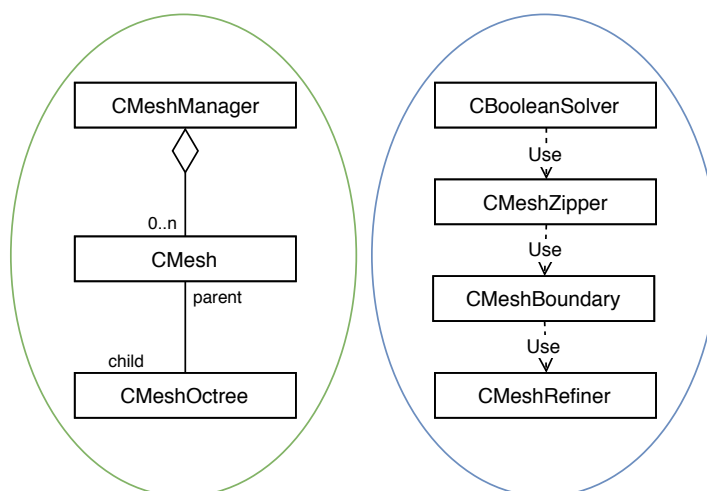 CMeshManager
0..n
CMesh
parent
child
CMeshOctree
CBooleanSolver
Use
CMeshZipper
Use
CMeshBoundary
Use
CMeshRefiner